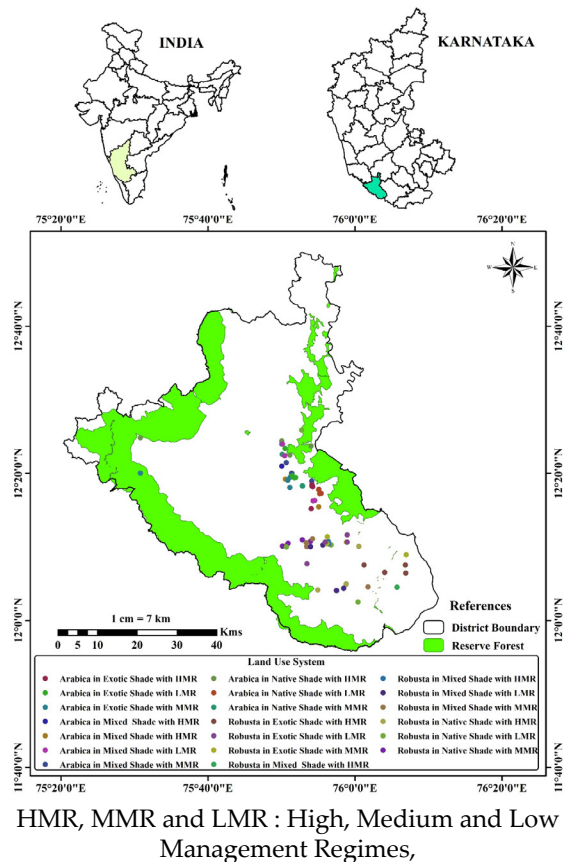 INDIA
KARNATAKA
75°20'0"E 75°40'0"E 76°0'0"E 76°20'0"E
N
W E
S
12°40'0"N 12°40'0"N
12°20'0"N 12°20'0"N
12°0'0"N 12°0'0"N
11°40'0"N 11°40'0"N
1 cm = 7 km
0 5 10 20 30 40 Kms
References
District Boundary
Reserve Forest
Land Use System
Arabica in Exotic Shade with HMR
Arabica in Exotic Shade with LMR
Arabica in Exotic Shade with MMR
Arabica in Mixed Shade with HMR
Arabica in Mixed Shade with HMR
Arabica in Mixed Shade with LMR
Arabica in Mixed Shade with MMR
Arabica in Native Shade with HMR
Arabica in Native Shade with LMR
Arabica in Native Shade with MMR
Robusta in Exotic Shade with HMR
Robusta in Exotic Shade with LMR
Robusta in Exotic Shade with MMR
Robusta in Mixed Shade with HMR
Robusta in Mixed Shade with HMR
Robusta in Mixed Shade with LMR
Robusta in Mixed Shade with MMR
Robusta in Native Shade with HMR
Robusta in Native Shade with LMR
Robusta in Native Shade with MMR
75°20'0"E 75°40'0"E 76°0'0"E 76°20'0"E
HMR, MMR and LMR : High, Medium and Low
Management Regimes,